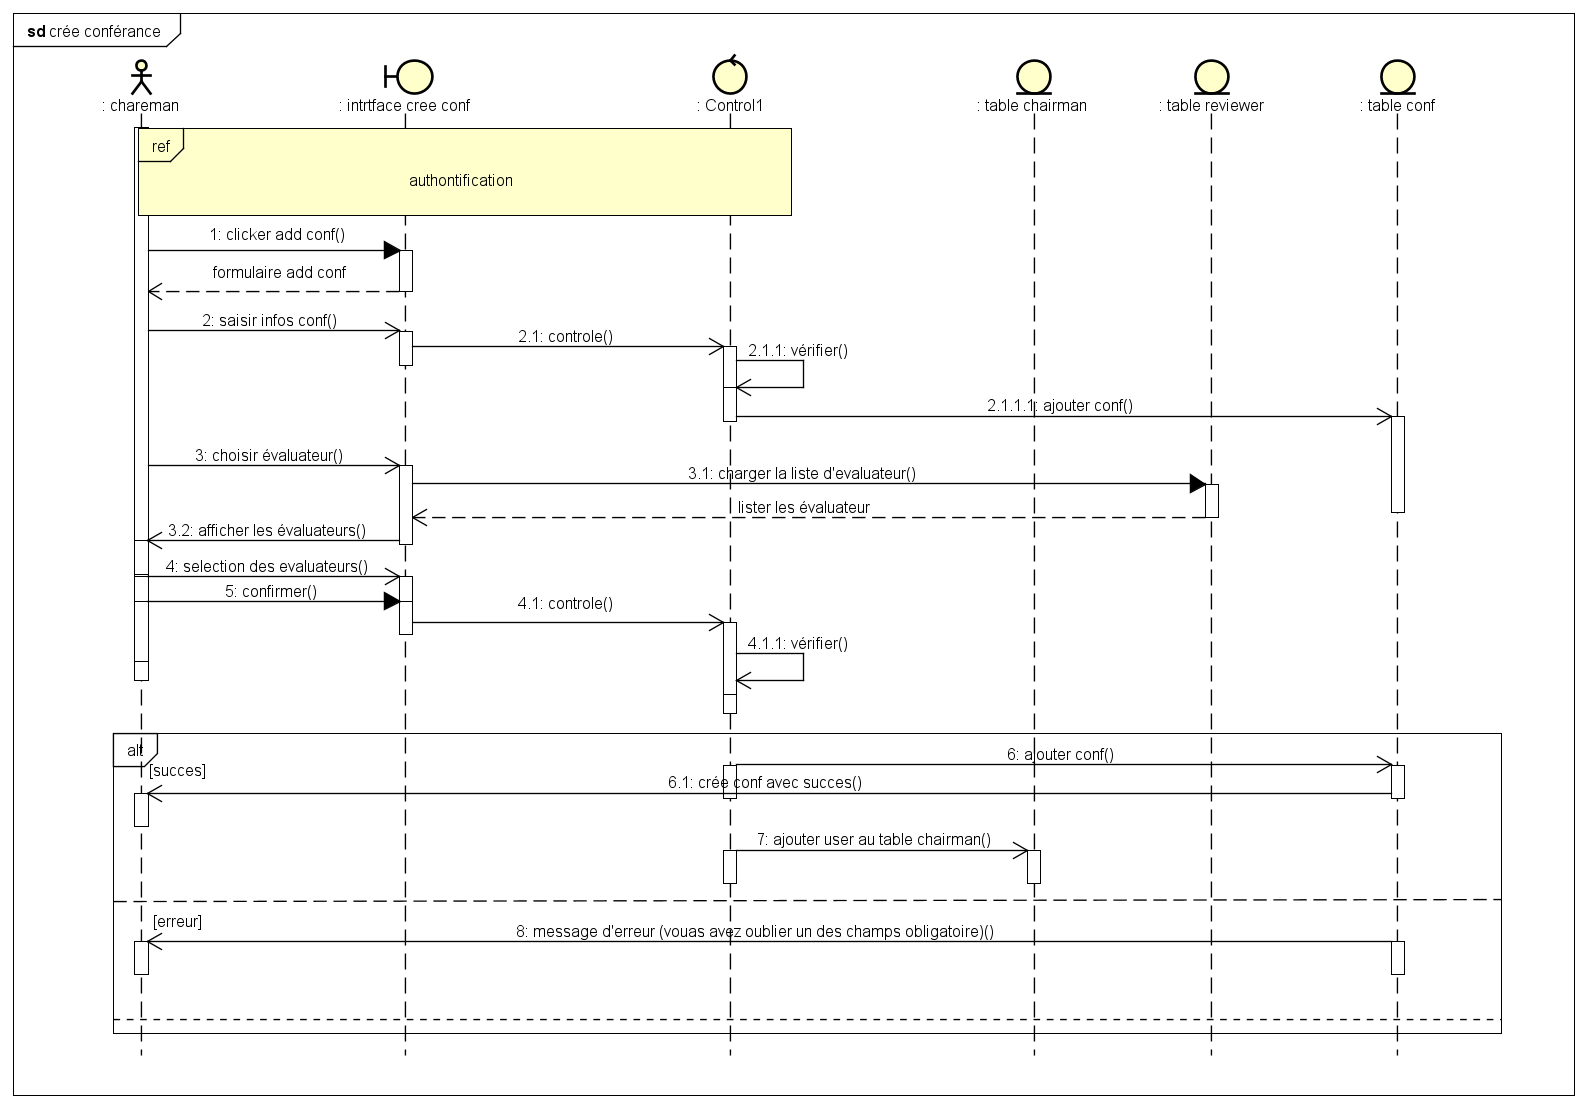 sd crée conférance
: chareman
: intrtface cree conf
: Control1
: table chairman
: table reviewer
: table conf
ref
authontification
1: clicker add conf()
formulaire add conf
2: saisir infos conf()
2.1: controle()
2.1.1: vérifier()
2.1.1.1: ajouter conf()
3: choisir évaluateur()
3.1: charger la liste d'evaluateur()
lister les évaluateur
3.2: afficher les évaluateurs()
4: selection des evaluateurs()
5: confirmer()
4.1: controle()
4.1.1: vérifier()
alt
6: ajouter conf()
[succes]
6.1: crée conf avec succes()
7: ajouter user au table chairman()
[erreur]
8: message d'erreur (vouas avez oublier un des champs obligatoire)()